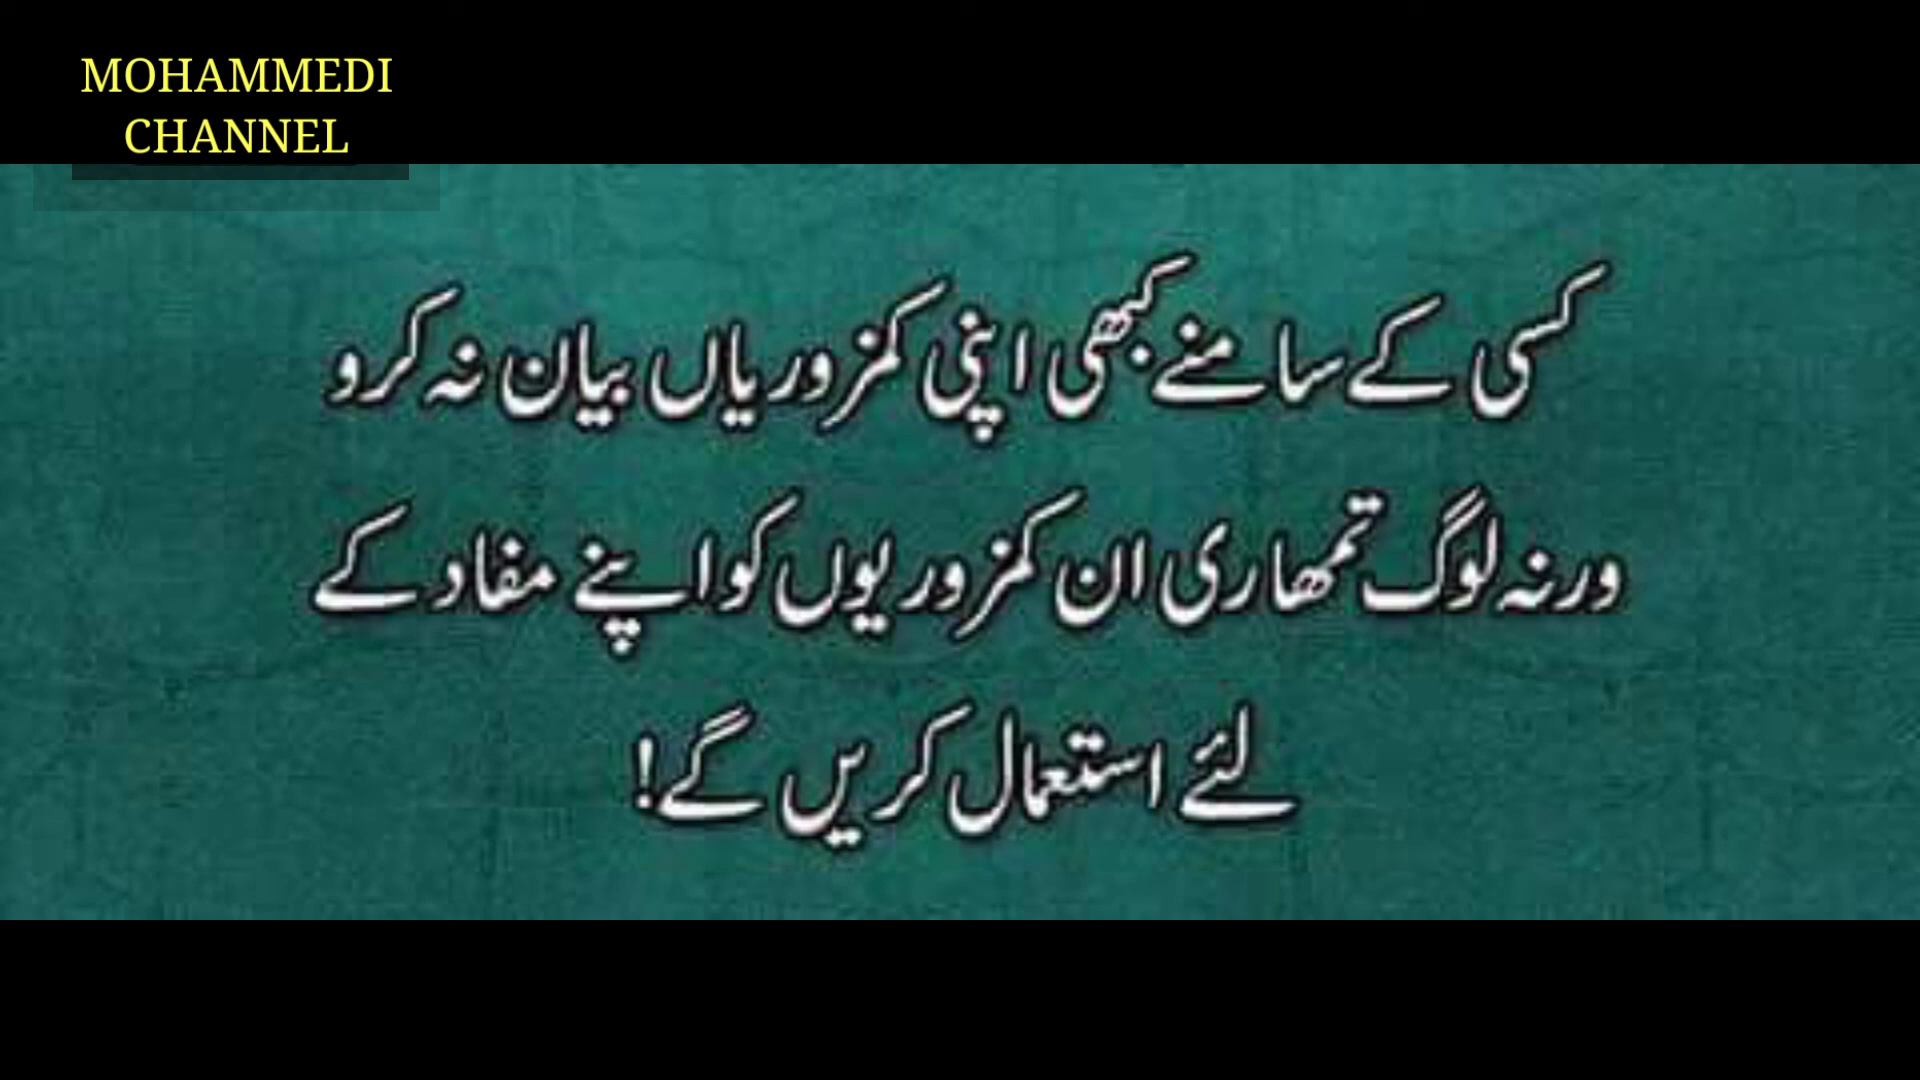 MOHAMMEDI
CHANNEL
کسی کے سامنے کبھی اپنی کمزوریاں بیان نہ کرو
ورنہ لوگ تمھاری ان کمزوریوں کو اپنے مفاد کے
لئے استعمال کریں گے!